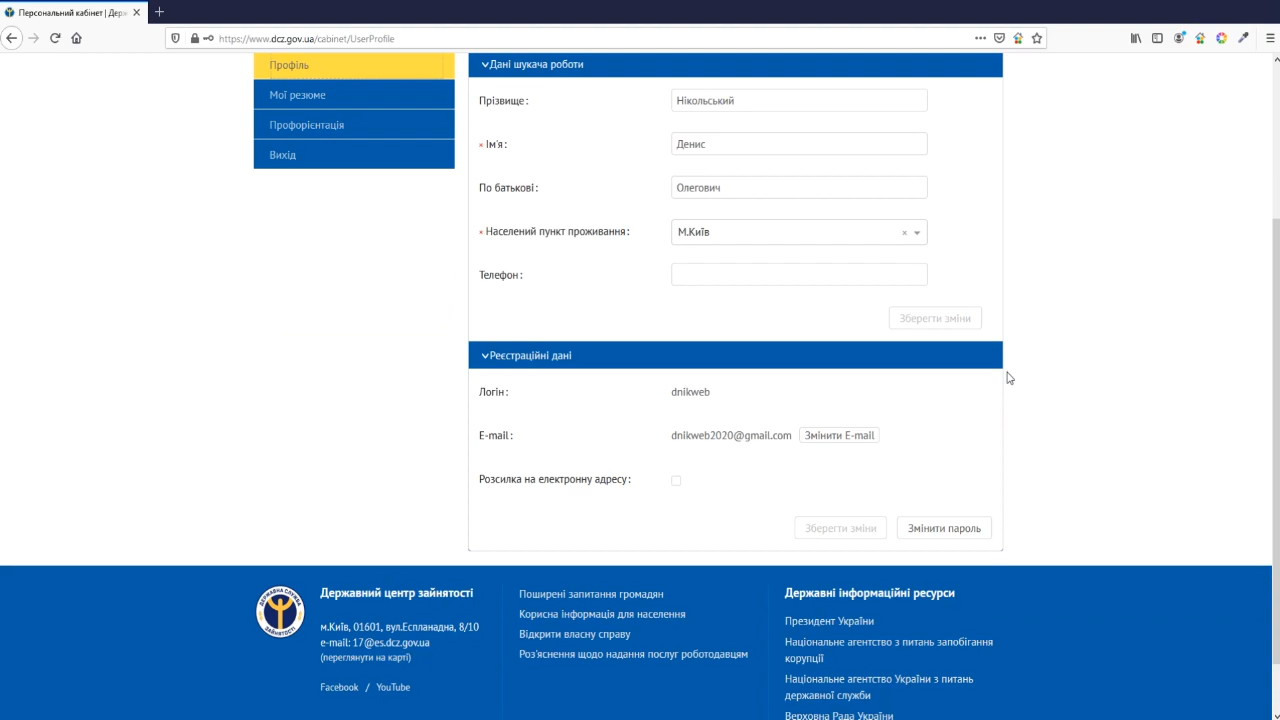 Персональний кабінет | Держ
https://www.dcz.gov.ua/cabinet/UserProfile
Профіль
Мої резюме
Профорієнтація
Вихід
Дані шукача роботи
Прізвище:
Нікольський
* Ім'я:
Денис
По батькові:
Олегович
* Населений пункт проживання:
М.Київ
Телефон:
Зберегти зміни
Реєстраційні дані
Логін:
dnikweb
E-mail:
dnikweb2020@gmail.com
Змінити E-mail
Розсилка на електронну адресу:
Зберегти зміни
Змінити пароль
ДЕРЖАВНА СЛУЖБА ЗАЙНЯТОСТІ
Державний центр зайнятості
м.Київ, 01601, вул.Еспланадна, 8/10
e-mail: 17@es.dcz.gov.ua
(переглянути на карті)
Facebook / YouTube
Поширені запитання громадян
Корисна інформація для населення
Відкрити власну справу
Роз'яснення щодо надання послуг роботодавцям
Державні інформаційні ресурси
Президент України
Національне агентство з питань запобігання
корупції
Національне агентство України з питань
державної служби
Верховна Рада України